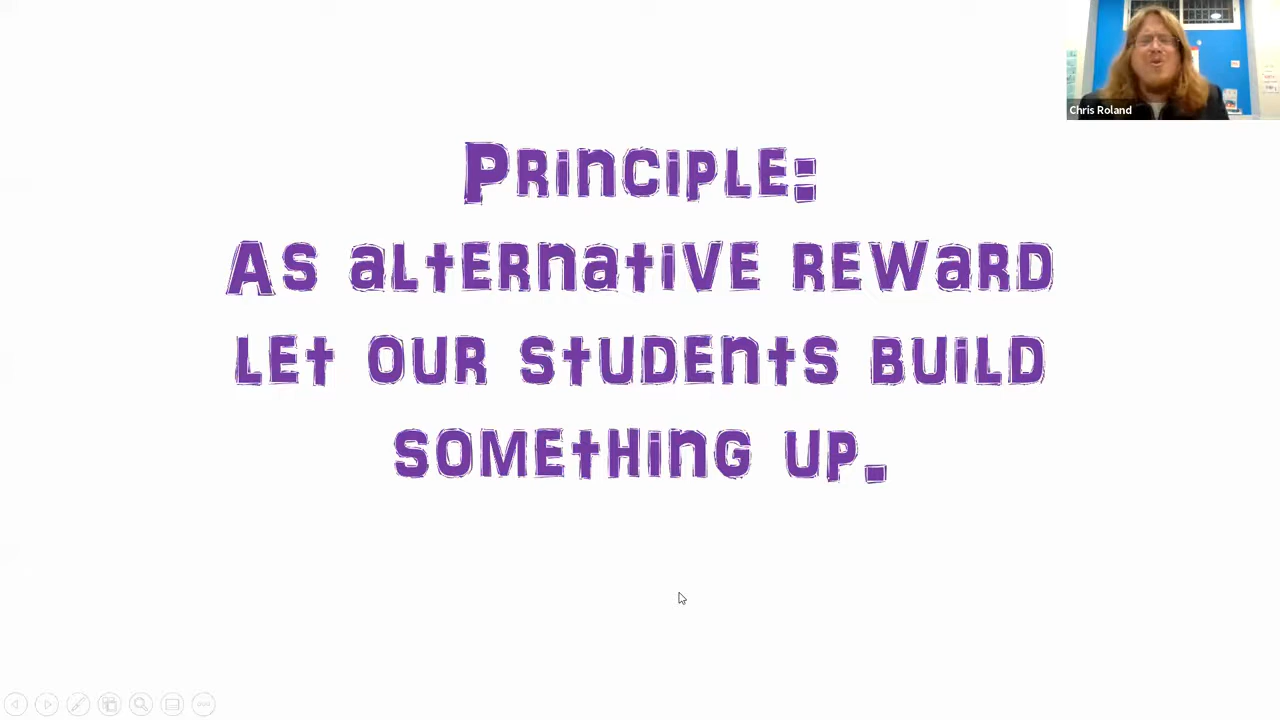 Chris Roland
Principle:
As alternative reward
let our students build
something up.